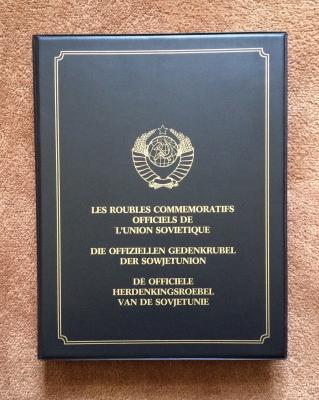 LES ROUBLES COMMEMORATIFS
OFFICIELS DE
L'UNION SOVIETIQUE
DIE OFFIZIELLEN GEDENKRUBEL
DER SOWJETUNION
DE OFFICIELE
HERDENKINGSROEBEL
VAN DE SOVJETUNIE